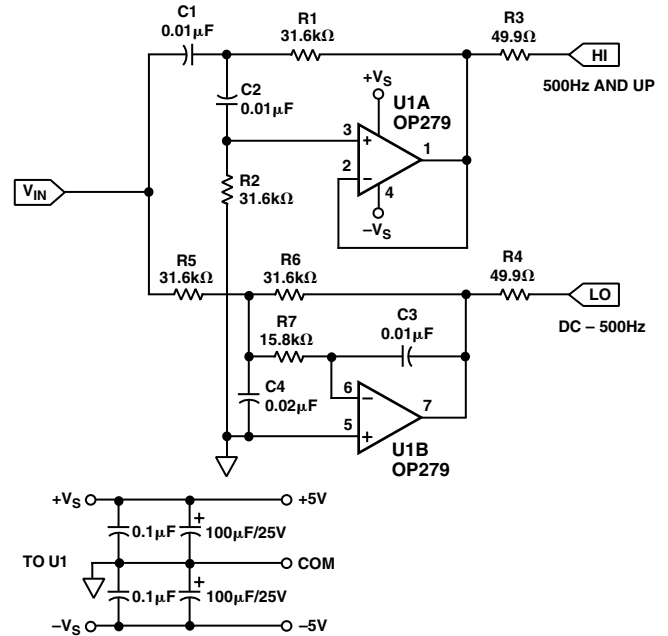 C1
0.01µF
R1
31.6kΩ
R3
49.9Ω
HI
500Hz AND UP
C2
0.01µF
+VS
U1A
OP279
3
+
1
2
−
4
−VS
R2
31.6kΩ
VIN
R5
31.6kΩ
R6
31.6kΩ
R4
49.9Ω
LO
DC – 500Hz
R7
15.8kΩ
C3
0.01µF
C4
0.02µF
6
−
7
5
+
U1B
OP279
+VS
+5V
0.1µF
+
100µF/25V
TO U1
COM
0.1µF
+
100µF/25V
−VS
−5V